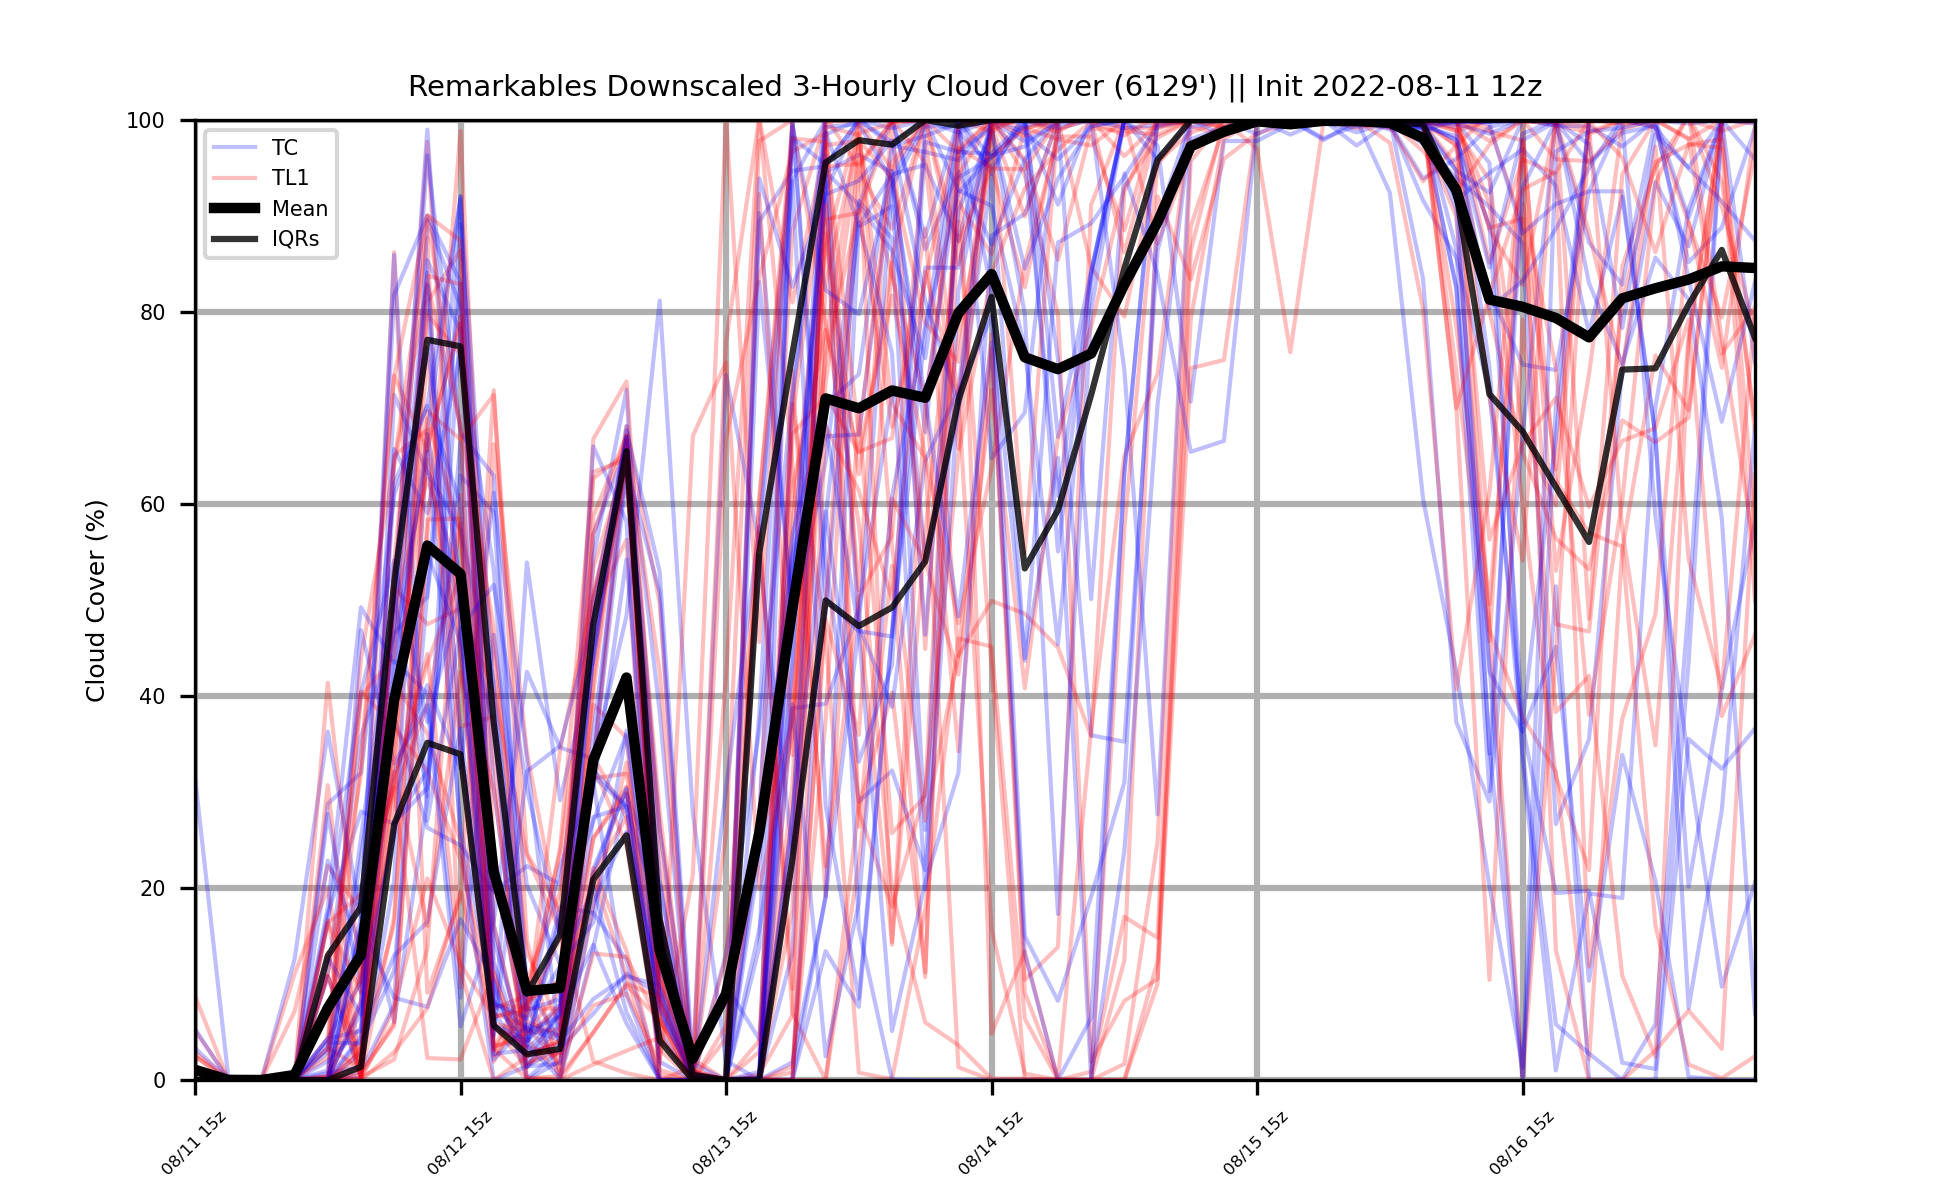 Remarkables Downscaled 3-Hourly Cloud Cover (6129') || Init 2022-08-11 12z
TC
TL1
Mean
IQRs
Cloud Cover (%)
100
80
60
40
20
0
08/11 15z
08/12 15z
08/13 15z
08/14 15z
08/15 15z
08/16 15z